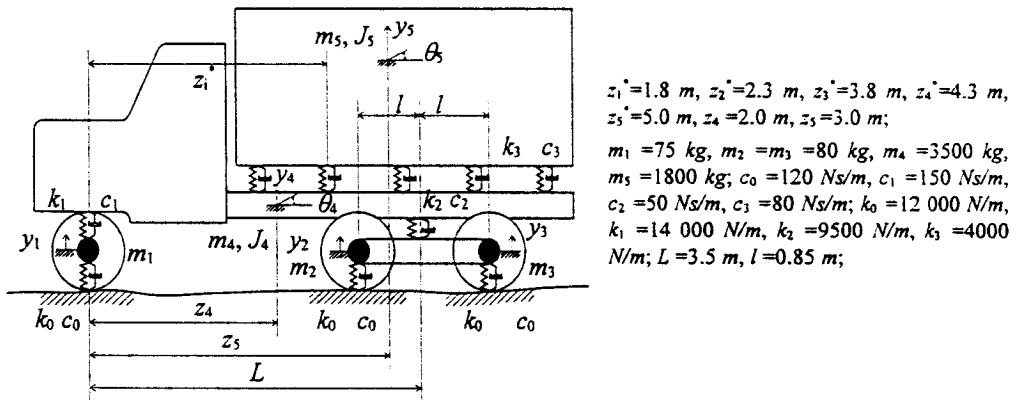 m₅, J₅ y₅
θ₅
zᵢ*
l l
k₃ c₃
y₄
k₁ c₁ θ₄ k₂ c₂
y₁ m₁ m₄, J₄ y₂ m₂ y₃ m₃
k₀ c₀ z₄ k₀ c₀ k₀ c₀
z₅
L
z₁*=1.8 m, z₂*=2.3 m, z₃*=3.8 m, z₄*=4.3 m,
z₅*=5.0 m, z₄ =2.0 m, z₅=3.0 m;
m₁ =75 kg, m₂ =m₃ =80 kg, m₄ =3500 kg,
m₅ =1800 kg; c₀ =120 Ns/m, c₁ =150 Ns/m,
c₂ =50 Ns/m, c₃ =80 Ns/m; k₀ =12 000 N/m,
k₁ =14 000 N/m, k₂ =9500 N/m, k₃ =4000
N/m; L =3.5 m, l =0.85 m;